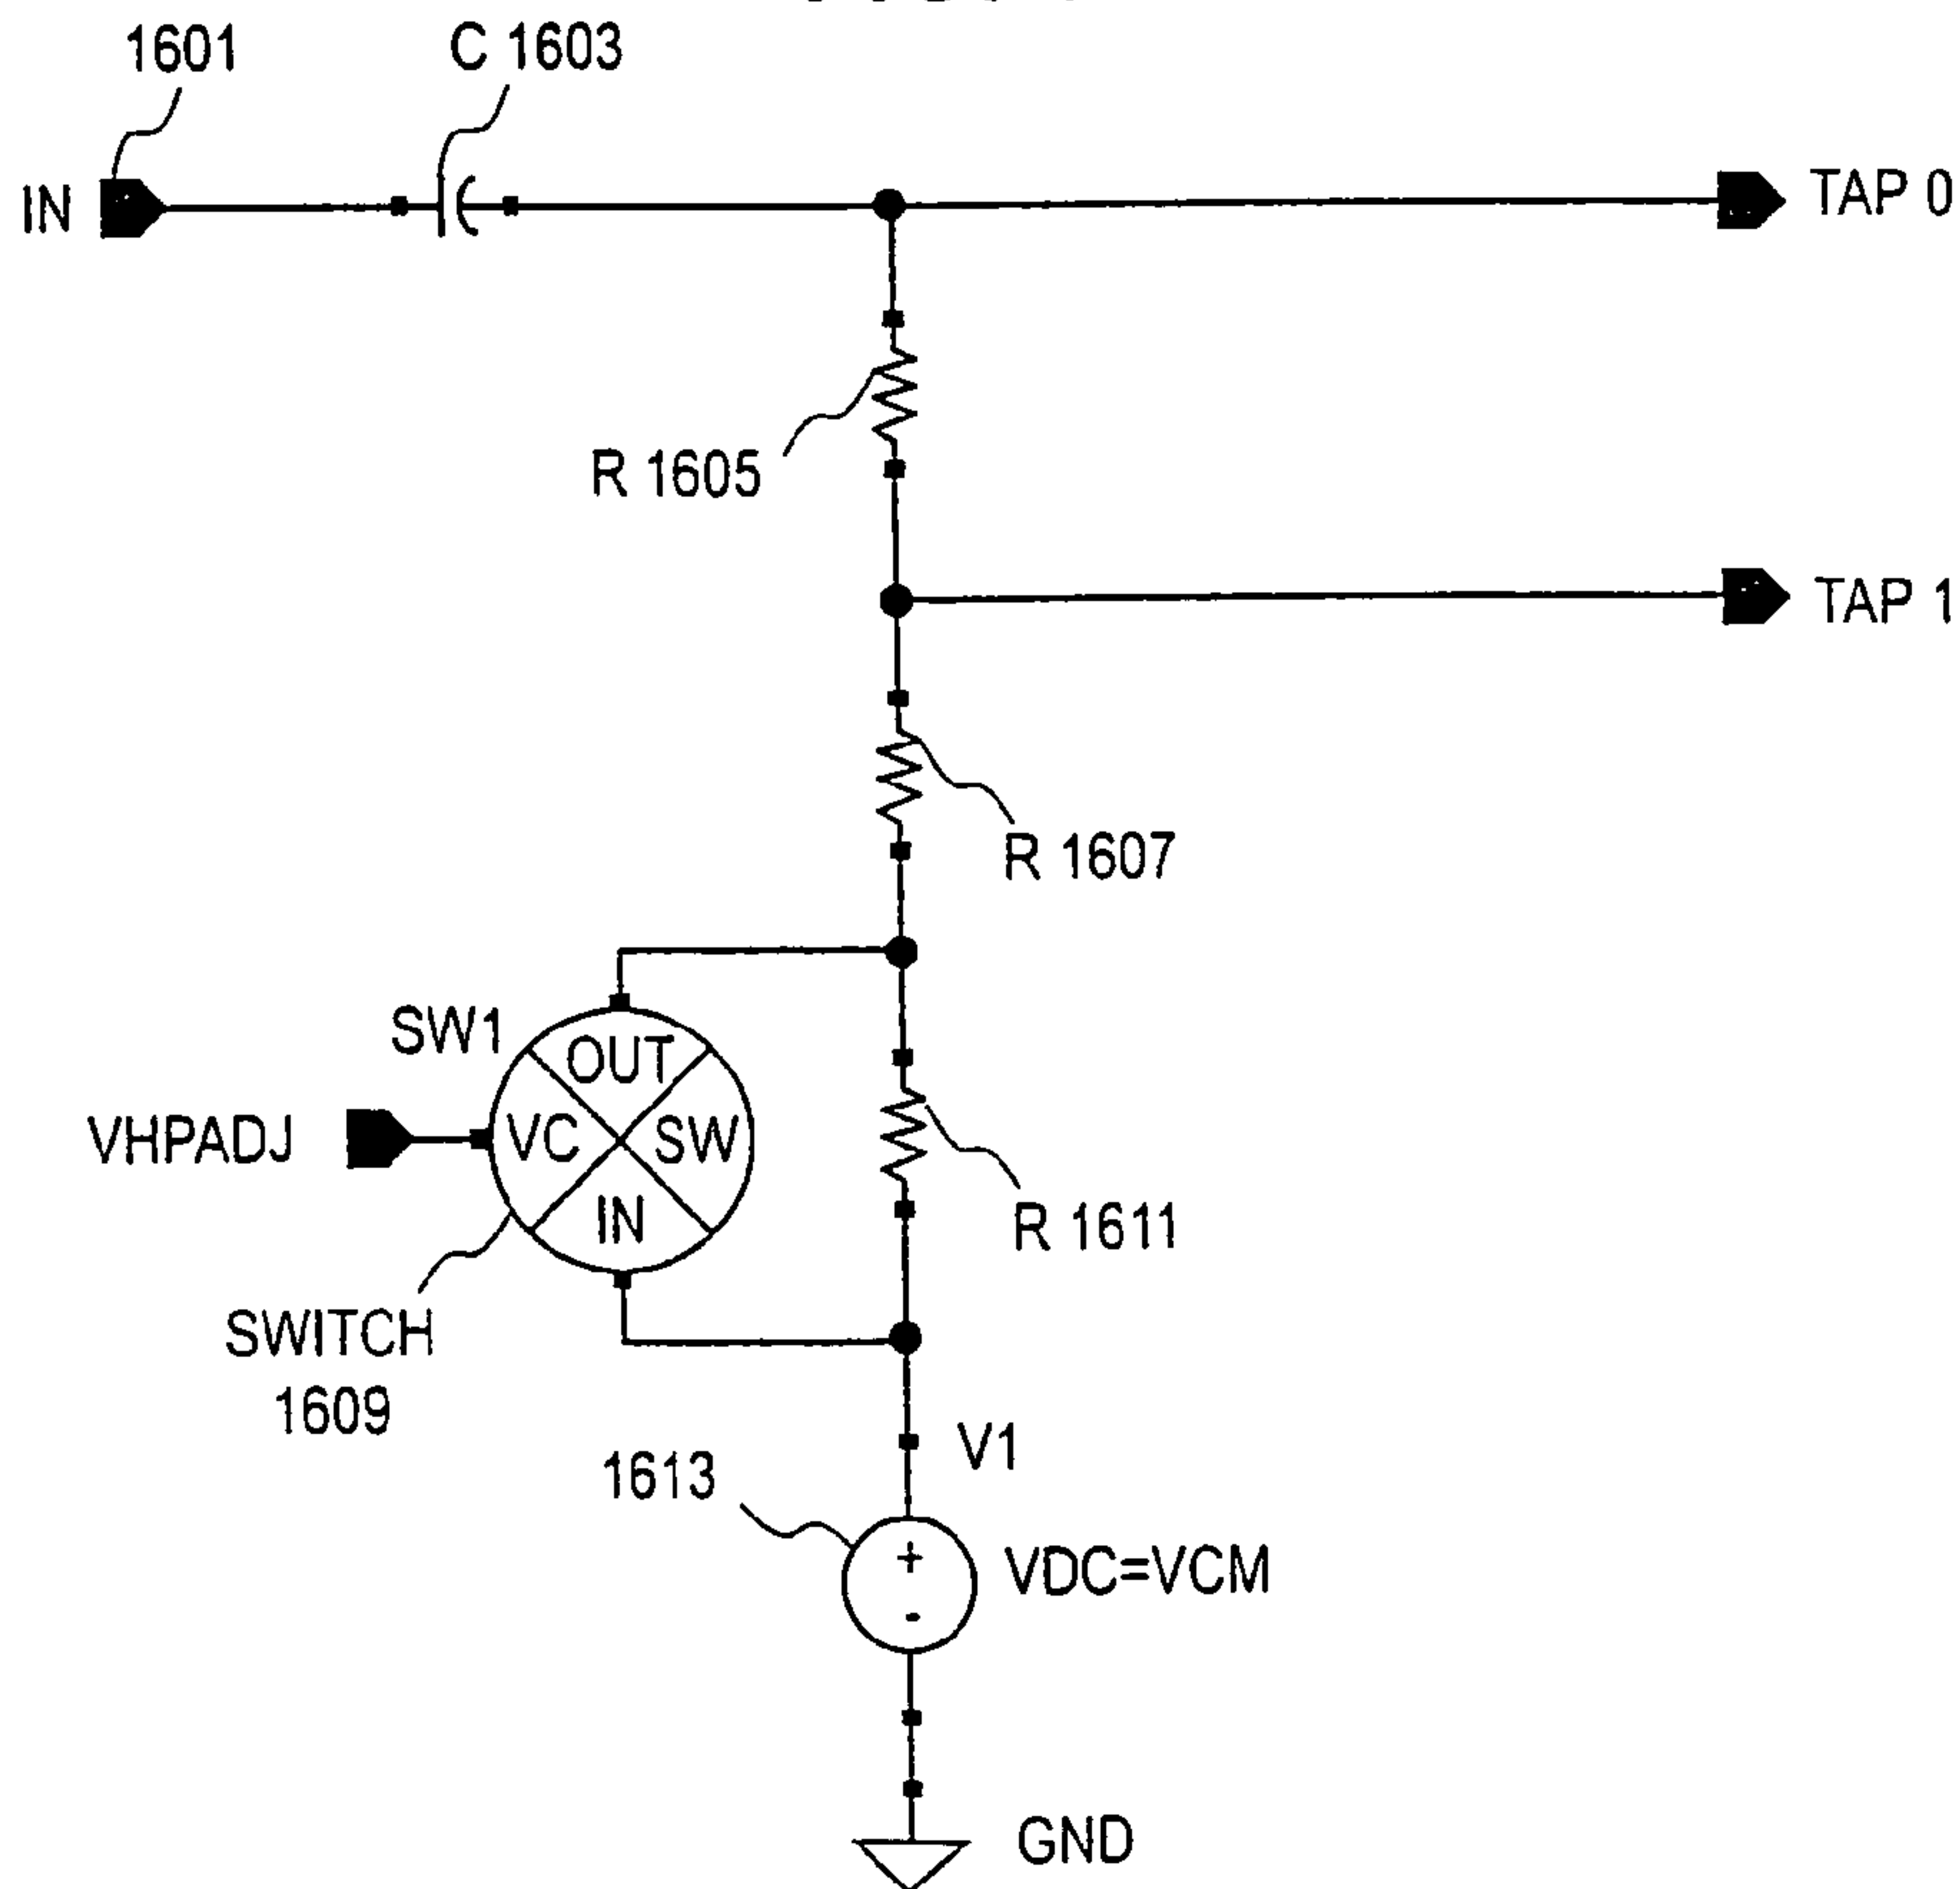 1601
C 1603
IN
TAP 0
R 1605
TAP 1
R 1607
SW1
OUT
VHPADJ
VC
SW
IN
R 1611
SWITCH
1609
V1
1613
+
VDC=VCM
-
GND